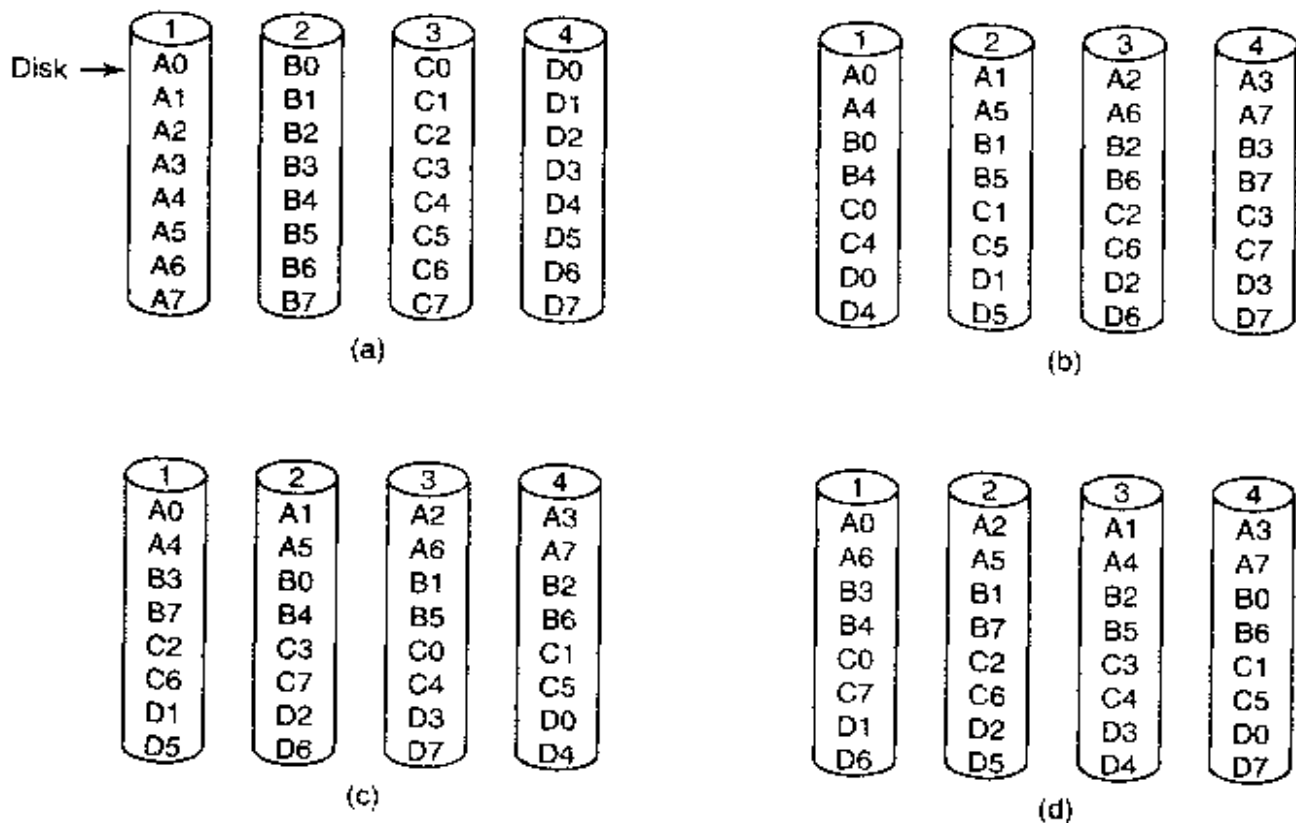 1 2 3 4
Disk A0 B0 C0 D0
A1 B1 C1 D1
A2 B2 C2 D2
A3 B3 C3 D3
A4 B4 C4 D4
A5 B5 C5 D5
A6 B6 C6 D6
A7 B7 C7 D7
(a)
1 2 3 4
A0 A1 A2 A3
A4 A5 A6 A7
B0 B1 B2 B3
B4 B5 B6 B7
C0 C1 C2 C3
C4 C5 C6 C7
D0 D1 D2 D3
D4 D5 D6 D7
(b)
1 2 3 4
A0 A1 A2 A3
A4 A5 A6 A7
B3 B0 B1 B2
B7 B4 B5 B6
C2 C3 C0 C1
C6 C7 C4 C5
D1 D2 D3 D0
D5 D6 D7 D4
(c)
1 2 3 4
A0 A2 A1 A3
A6 A5 A4 A7
B3 B1 B2 B0
B4 B7 B5 B6
C0 C2 C3 C1
C7 C6 C4 C5
D1 D2 D3 D0
D6 D5 D4 D7
(d)